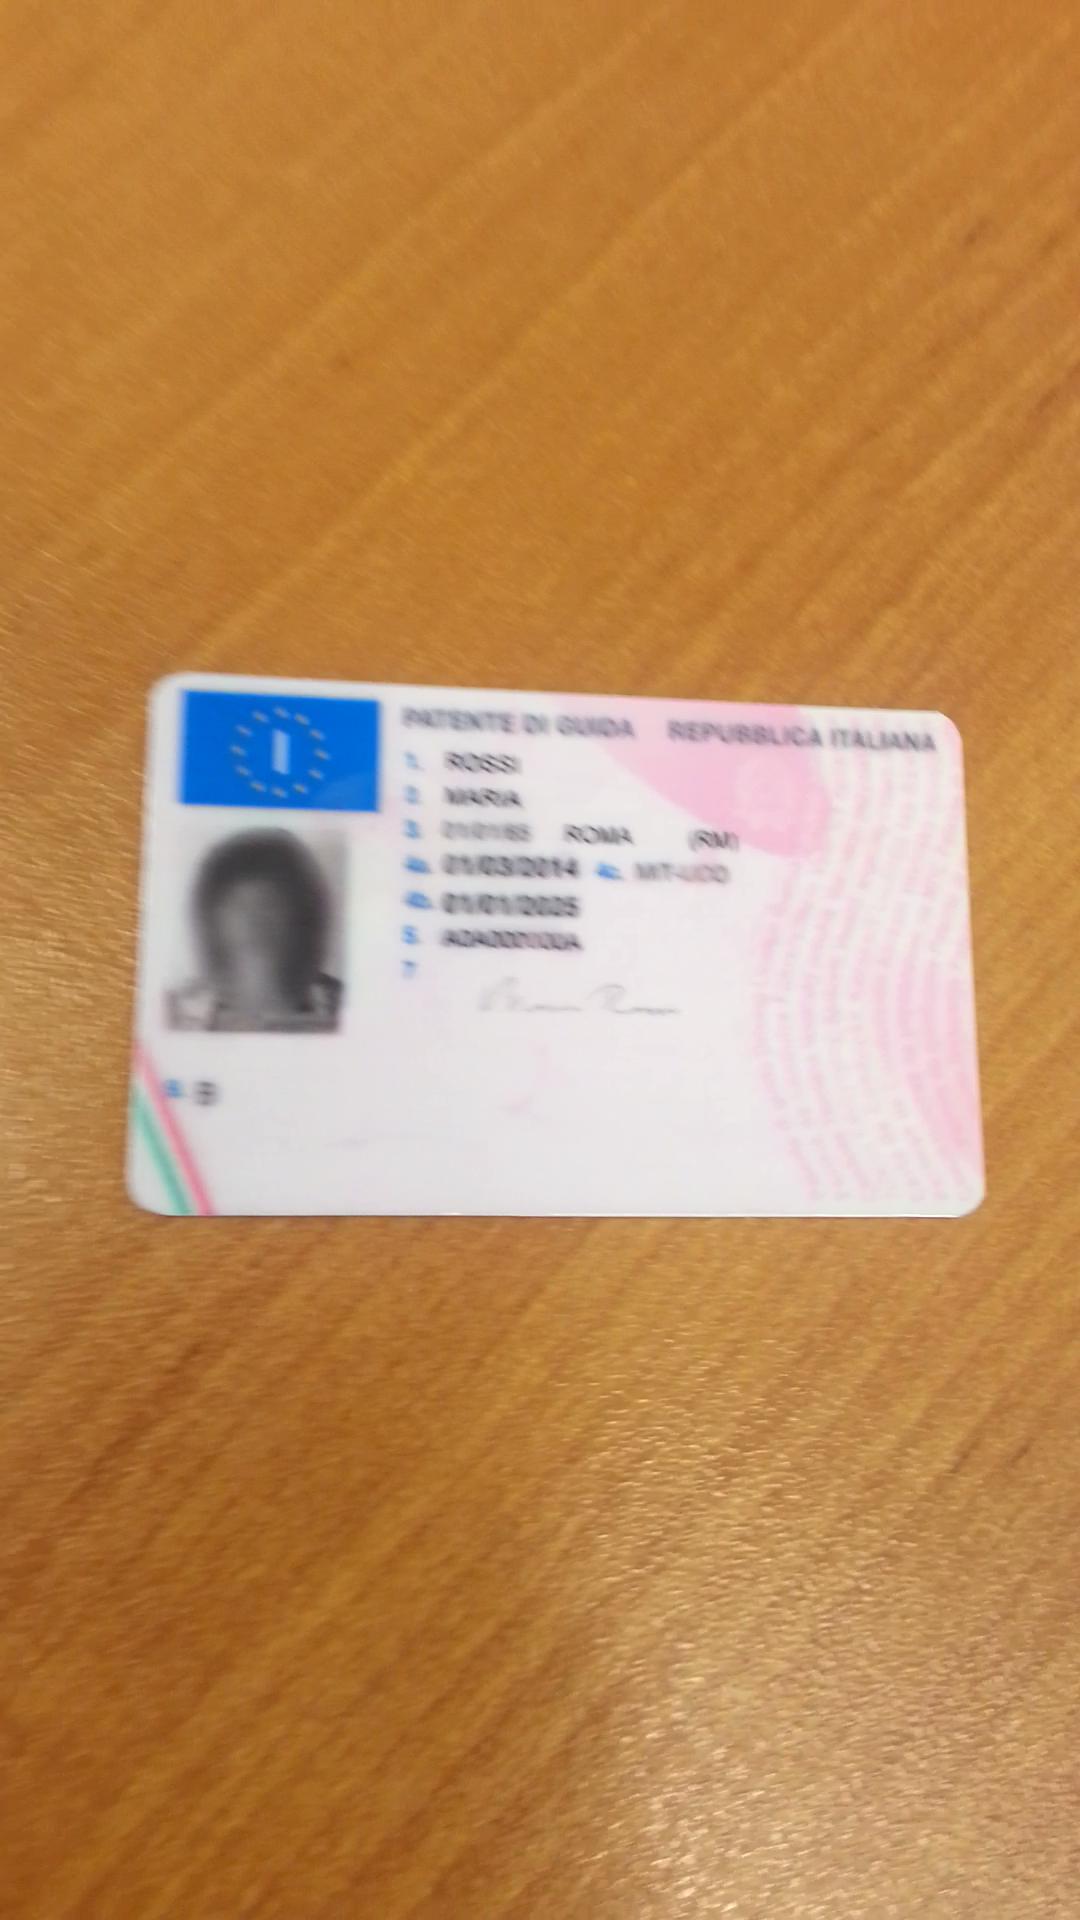 I
PATENTE DI GUIDA REPUBBLICA ITALIANA
1. ROSSI
2. MARIA
3. 01/01/65 ROMA (RM)
4a. 01/03/2014 4c. MIT-UCO
4b. 01/01/2025
5. A0A000100A
7
9. B